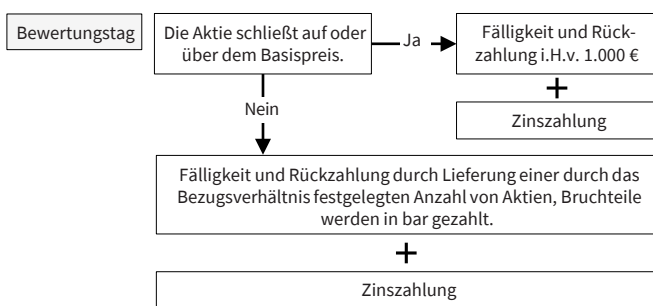 Bewertungstag
Die Aktie schließt auf oder
über dem Basispreis.
Ja
Fälligkeit und Rück-
zahlung i.H.v. 1.000 €
+
Zinszahlung
Nein
Fälligkeit und Rückzahlung durch Lieferung einer durch das
Bezugsverhältnis festgelegten Anzahl von Aktien, Bruchteile
werden in bar gezahlt.
+
Zinszahlung